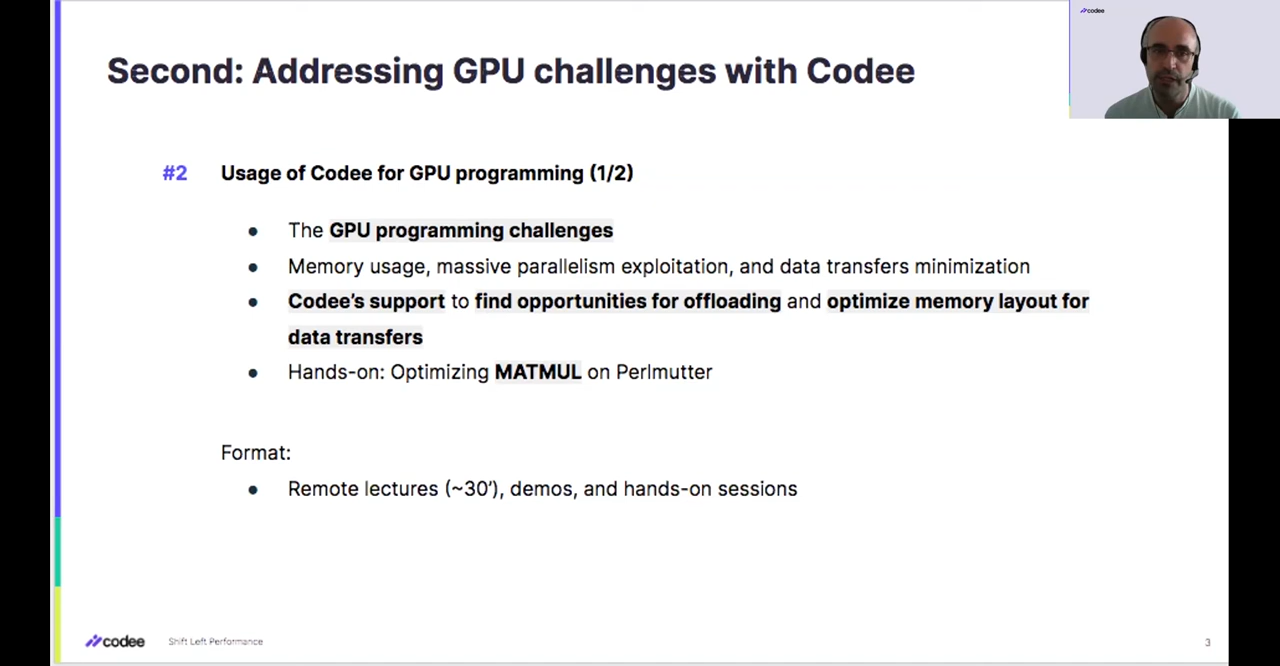 codee
Second: Addressing GPU challenges with Codee
#2 Usage of Codee for GPU programming (1/2)
● The GPU programming challenges
● Memory usage, massive parallelism exploitation, and data transfers minimization
● Codee’s support to find opportunities for offloading and optimize memory layout for
data transfers
● Hands-on: Optimizing MATMUL on Perlmutter
Format:
● Remote lectures (~30’), demos, and hands-on sessions
codee Shift Left Performance 3